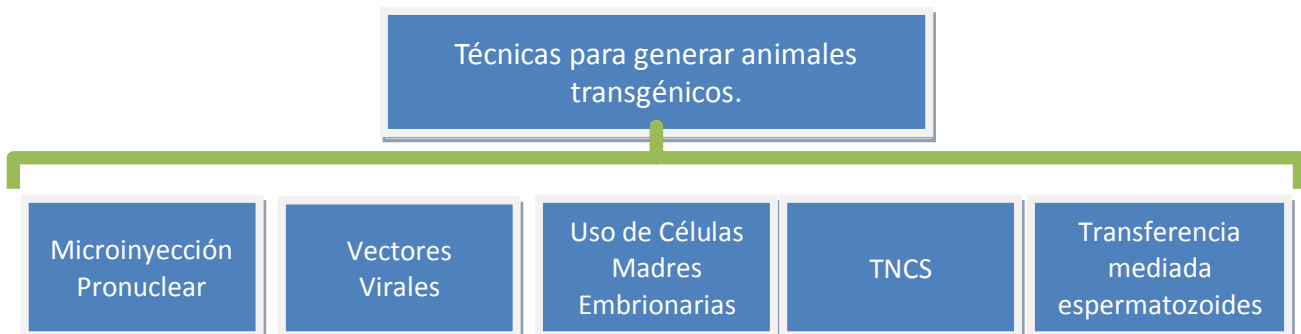 Técnicas para generar animales
transgénicos.
Microinyección
Pronuclear
Vectores
Virales
Uso de Células
Madres
Embrionarias
TNCS
Transferencia
mediada
espermatozoides